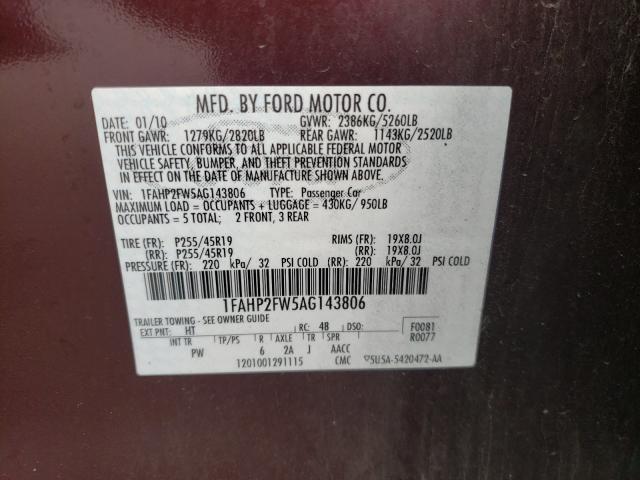 MFD. BY FORD MOTOR CO.
DATE: 01/10 GVWR: 2386KG/5260LB
FRONT GAWR: 1279KG/2820LB REAR GAWR: 1143KG/2520LB
THIS VEHICLE CONFORMS TO ALL APPLICABLE FEDERAL MOTOR
VEHICLE SAFETY, BUMPER, AND THEFT PREVENTION STANDARDS
IN EFFECT ON THE DATE OF MANUFACTURE SHOWN ABOVE.
VIN: 1FAHP2FW5AG143806 TYPE: Passenger Car
MAXIMUM LOAD = OCCUPANTS + LUGGAGE = 430KG/ 950LB
OCCUPANTS = 5 TOTAL; 2 FRONT, 3 REAR
TIRE (FR): P255/45R19 RIMS (FR): 19X8.0J
(RR): P255/45R19 (RR): 19X8.0J
PRESSURE (FR): 220 kPa/ 32 PSI COLD (RR): 220 kPa/ 32 PSI COLD
1FAHP2FW5AG143806
TRAILER TOWING - SEE OWNER GUIDE
EXT PNT: HT RC: 48 DSO: F0081
INT TR TP/PS R AXLE TR SPR R0077
PW 6 2A J AACC
1201001291115 CMC 5U5A-5420472-AA